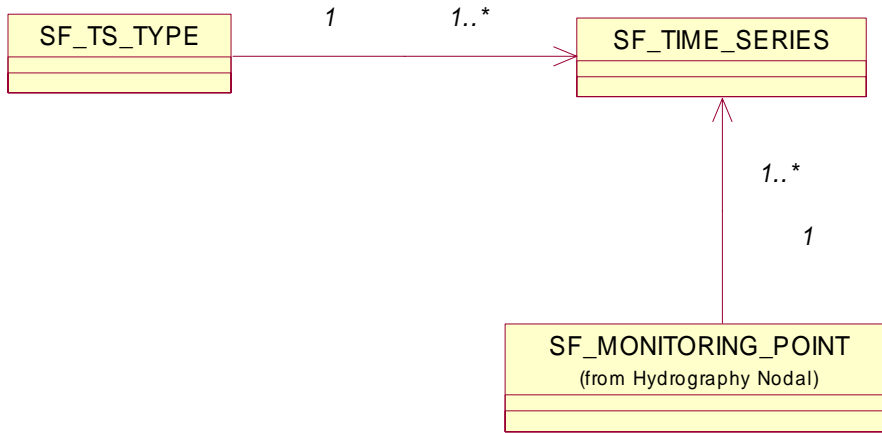 1 1..*
SF_TS_TYPE SF_TIME_SERIES
1..*
1
SF_MONITORING_POINT
(from Hydrography Nodal)